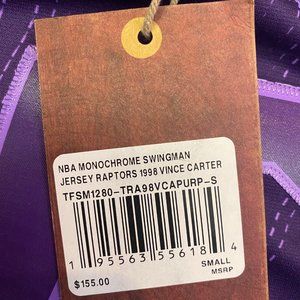 NBA MONOCHROME SWINGMAN
JERSEY RAPTORS 1998 VINCE CARTER
TFSM1280-TRA98VCAPURP-S
1 95563 55618 4
SMALL
MSRP
$155.00